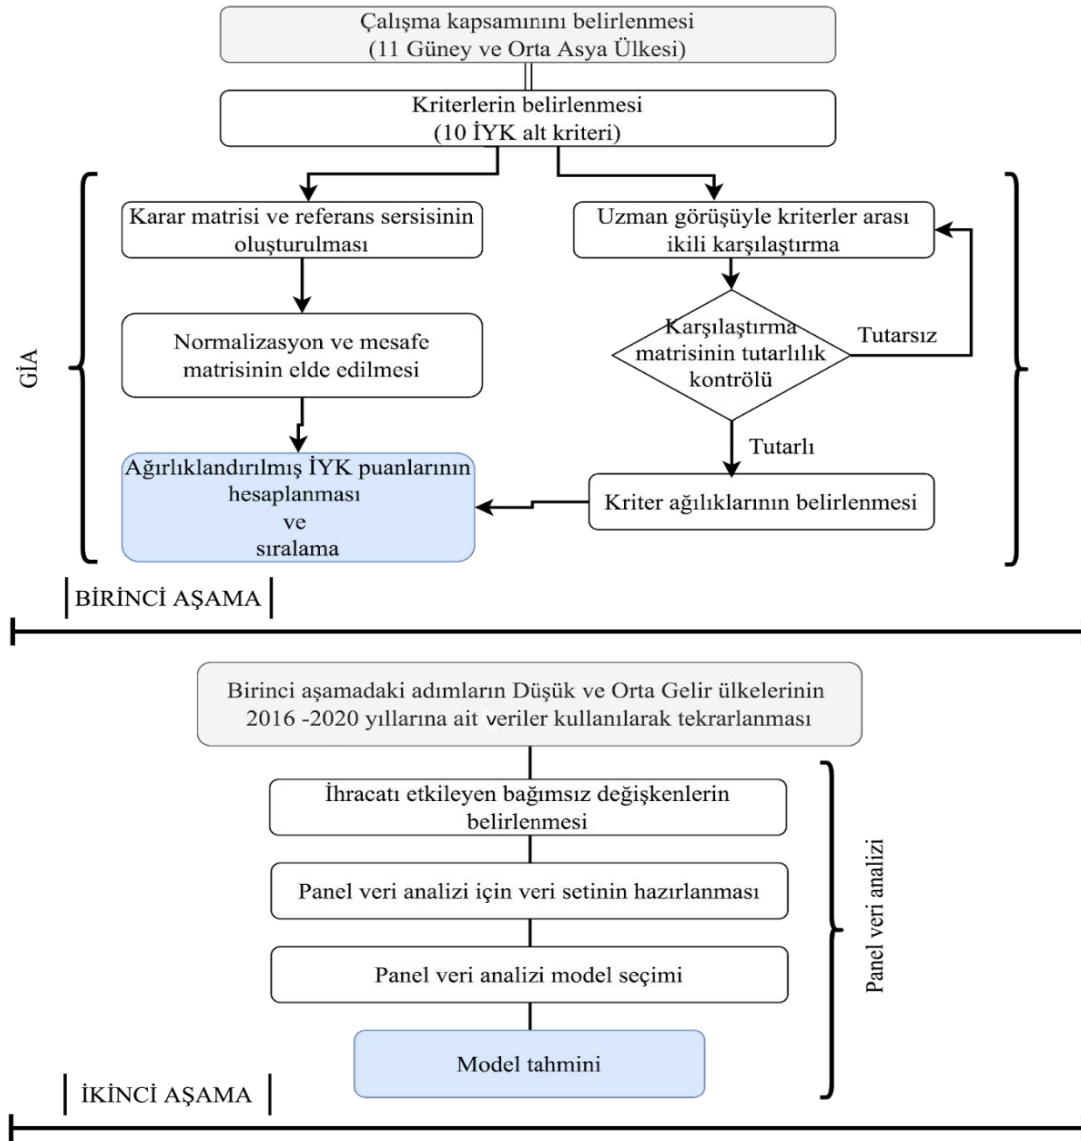 Çalışma kapsamınını belirlenmesi
(11 Güney ve Orta Asya Ülkesi)
Kriterlerin belirlenmesi
(10 İYK alt kriteri)
GİA
Karar matrisi ve referans sersisinin
oluşturulması
Normalizasyon ve mesafe
matrisinin elde edilmesi
Ağırlıklandırılmış İYK puanlarının
hesaplanması
ve
sıralama
Uzman görüşüyle kriterler arası
ikili karşılaştırma
Karşılaştırma
matrisinin tutarlılık
kontrölü
Tutarsız
Tutarlı
Kriter ağılıklarının belirlenmesi
BİRİNCİ AŞAMA
Birinci aşamadaki adımların Düşük ve Orta Gelir ülkelerinin
2016 -2020 yıllarına ait veriler kullanılarak tekrarlanması
İhracatı etkileyen bağımsız değişkenlerin
belirlenmesi
Panel veri analizi için veri setinin hazırlanması
Panel veri analizi model seçimi
Model tahmini
Panel veri analizi
İKİNCİ AŞAMA